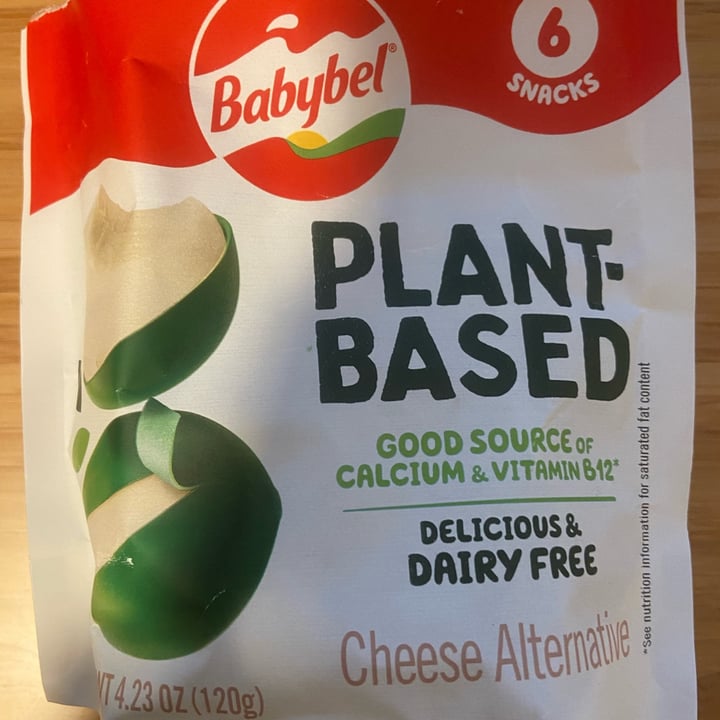 Babybel®
6
SNACKS
PLANT-
BASED
GOOD SOURCE OF
CALCIUM & VITAMIN B12*
DELICIOUS &
DAIRY FREE
*See nutrition information for saturated fat content
Cheese Alternative
WT 4.23 OZ (120g)